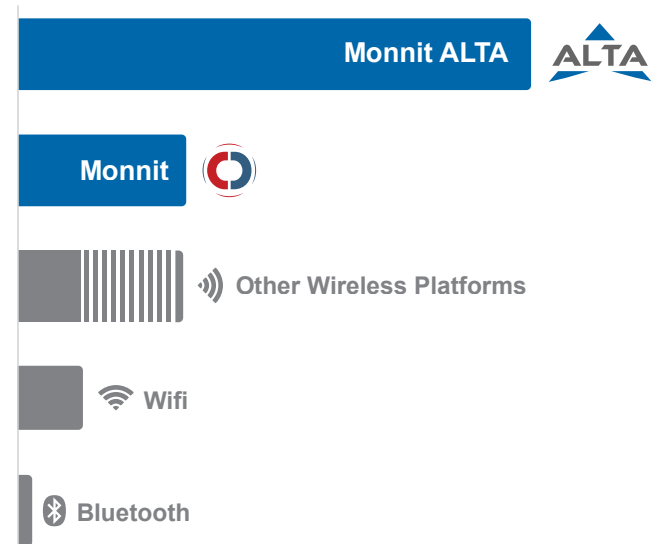 Monnit ALTA
ALTA
Monnit
Other Wireless Platforms
Wifi
Bluetooth